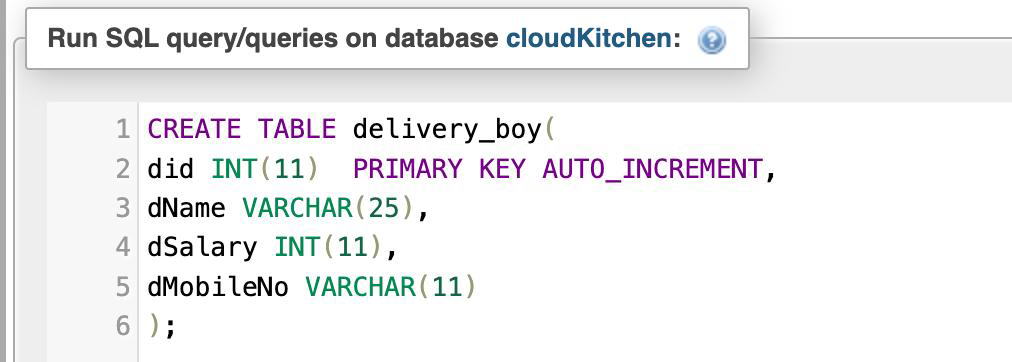 Run SQL query/queries on database cloudKitchen:
1 CREATE TABLE delivery_boy(
2 did INT(11)  PRIMARY KEY AUTO_INCREMENT,
3 dName VARCHAR(25),
4 dSalary INT(11),
5 dMobileNo VARCHAR(11)
6 );